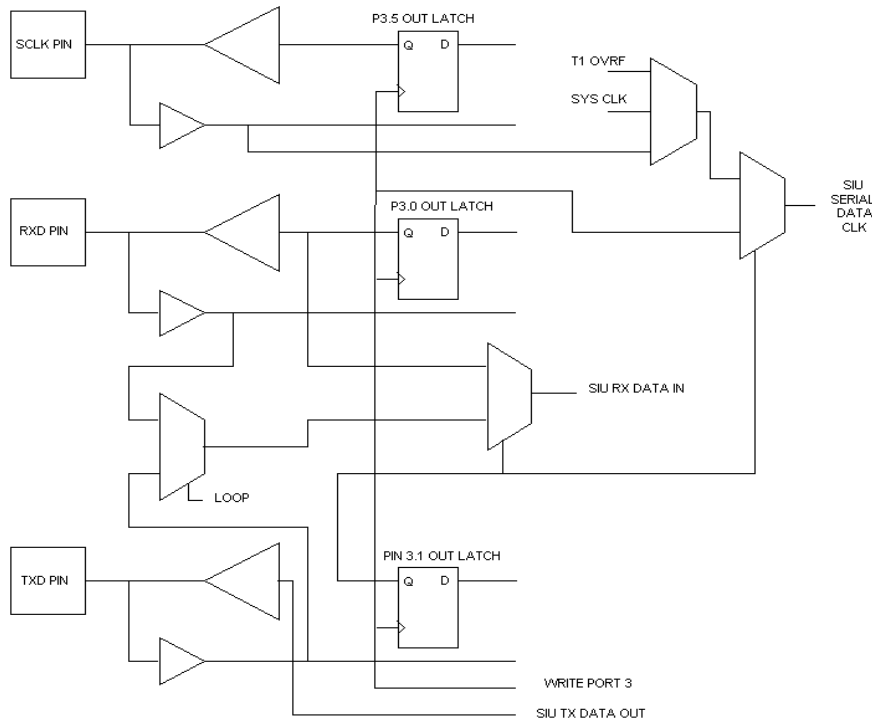 P3.5 OUT LATCH
SCLK PIN
Q D
T1 OVRF
SYS CLK
SIU
SERIAL
DATA
CLK
P3.0 OUT LATCH
RXD PIN
Q D
SIU RX DATA IN
LOOP
PIN 3.1 OUT LATCH
TXD PIN
Q D
WRITE PORT 3
SIU TX DATA OUT